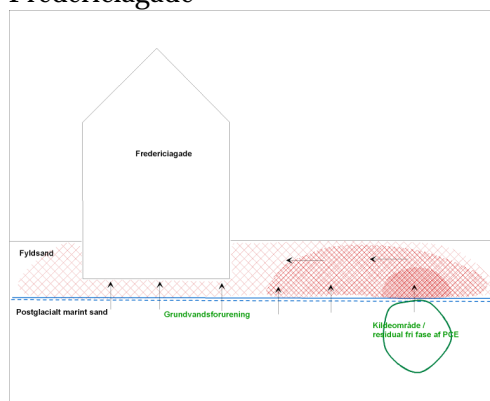 Fredericiagade
Fredericiagade
Fyldsand
Postglacialt marint sand
Grundvandsforurening
Kildeområde /
residual fri fase af PCE